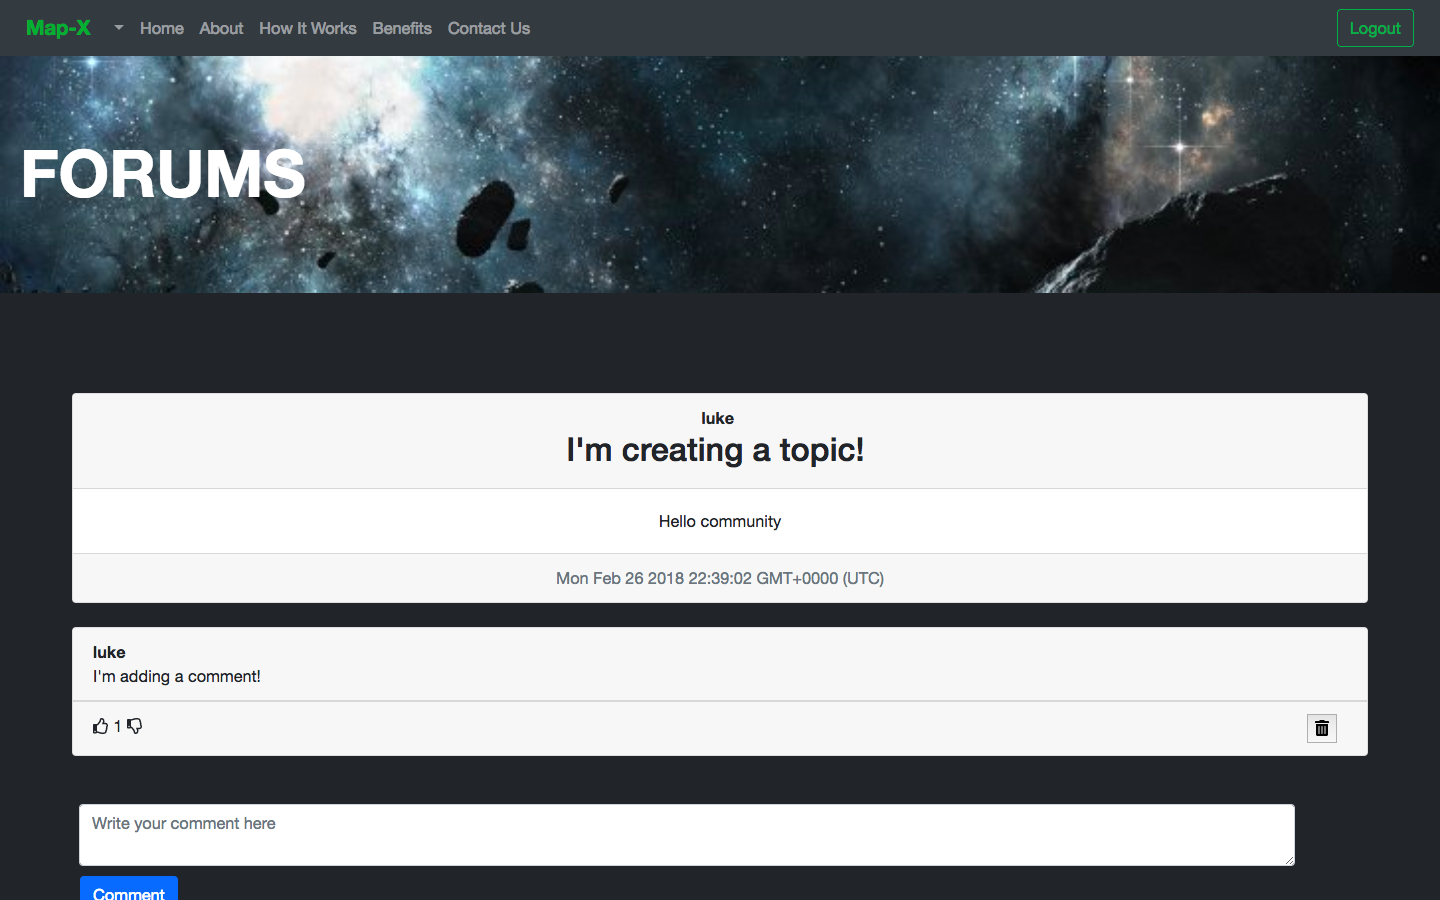 Map-X Home About How It Works Benefits Contact Us Logout
FORUMS
luke
I'm creating a topic!
Hello community
Mon Feb 26 2018 22:39:02 GMT+0000 (UTC)
luke
I'm adding a comment!
1
Write your comment here
Comment